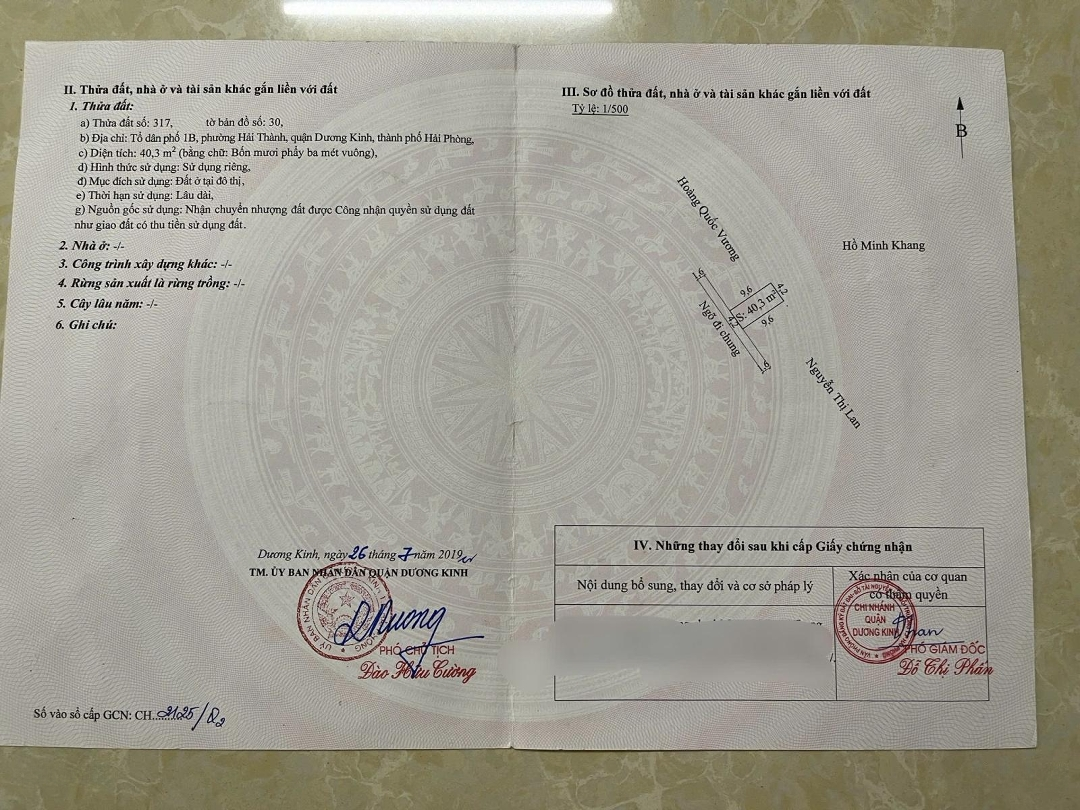 II. Thửa đất, nhà ở và tài sản khác gắn liền với đất
1. Thửa đất:
a) Thửa đất số: 317, tờ bản đồ số: 30,
b) Địa chỉ: Tổ dân phố 1B, phường Hải Thành, quận Dương Kinh, thành phố Hải Phòng,
c) Diện tích: 40,3 m² (bằng chữ: Bốn mươi phẩy ba mét vuông),
d) Hình thức sử dụng: Sử dụng riêng,
đ) Mục đích sử dụng: Đất ở tại đô thị,
e) Thời hạn sử dụng: Lâu dài,
g) Nguồn gốc sử dụng: Nhận chuyển nhượng đất được Công nhận quyền sử dụng đất
như giao đất có thu tiền sử dụng đất.
2. Nhà ở: -/-
3. Công trình xây dựng khác: -/-
4. Rừng sản xuất là rừng trồng: -/-
5. Cây lâu năm: -/-
6. Ghi chú:
Dương Kinh, ngày 26 tháng 7 năm 2019
TM. ỦY BAN NHÂN DÂN QUẬN DƯƠNG KINH
PHÓ CHỦ TỊCH
Đào Hữu Cường
Số vào sổ cấp GCN: CH 2125/Q2
III. Sơ đồ thửa đất, nhà ở và tài sản khác gắn liền với đất
Tỷ lệ: 1/500
B
Hoàng Quốc Vương
Hồ Minh Khang
9,6
4,2
S: 40,3 m²
4,2
9,6
Ngõ đi chung
Nguyễn Thị Lan
IV. Những thay đổi sau khi cấp Giấy chứng nhận
Nội dung bổ sung, thay đổi và cơ sở pháp lý
Xác nhận của cơ quan
có thẩm quyền
CHI NHÁNH
QUẬN
DƯƠNG KINH
PHÓ GIÁM ĐỐC
Đỗ Thị Phấn